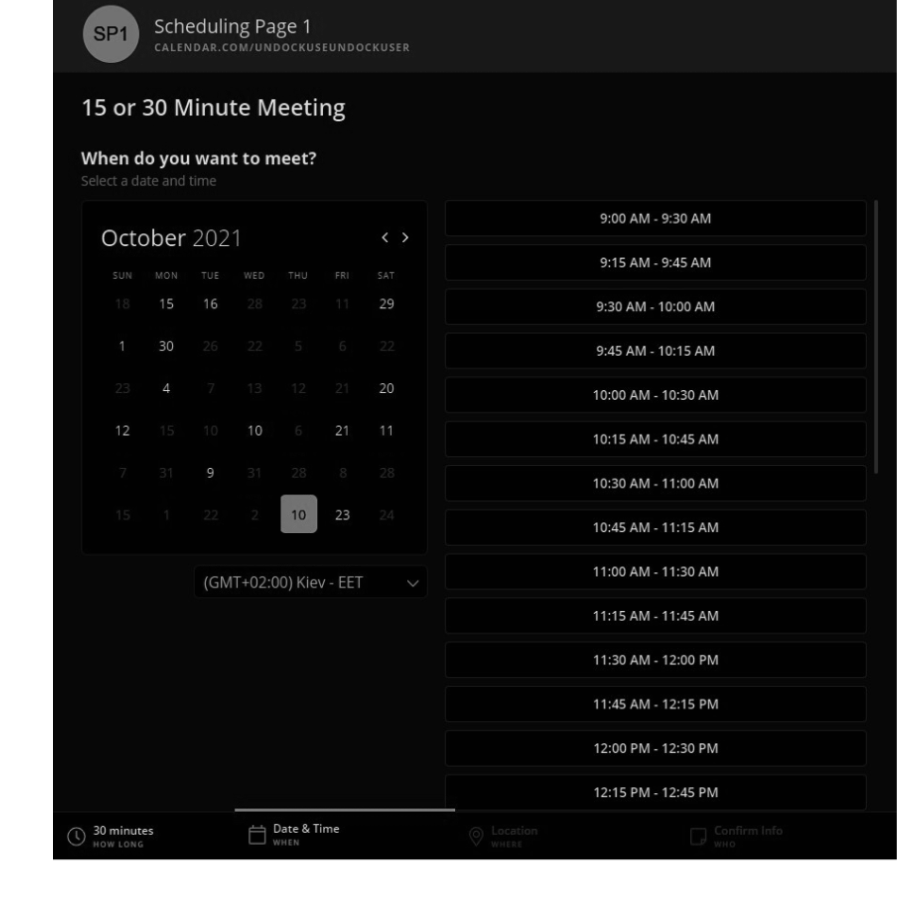 SP1
Scheduling Page 1
CALENDAR.COM/UNDOCKUSEUNDOCKUSER
15 or 30 Minute Meeting
When do you want to meet?
Select a date and time
October 2021
SUN MON TUE WED THU FRI SAT
18 15 16 28 23 11 29
1 30 26 22 5 6 22
23 4 7 13 12 21 20
12 15 10 10 6 21 11
7 31 9 31 28 8 28
15 1 22 2 10 23 24
(GMT+02:00) Kiev - EET
9:00 AM - 9:30 AM
9:15 AM - 9:45 AM
9:30 AM - 10:00 AM
9:45 AM - 10:15 AM
10:00 AM - 10:30 AM
10:15 AM - 10:45 AM
10:30 AM - 11:00 AM
10:45 AM - 11:15 AM
11:00 AM - 11:30 AM
11:15 AM - 11:45 AM
11:30 AM - 12:00 PM
11:45 AM - 12:15 PM
12:00 PM - 12:30 PM
12:15 PM - 12:45 PM
30 minutes
HOW LONG
Date & Time
WHEN
Location
WHERE
Confirm Info
WHO